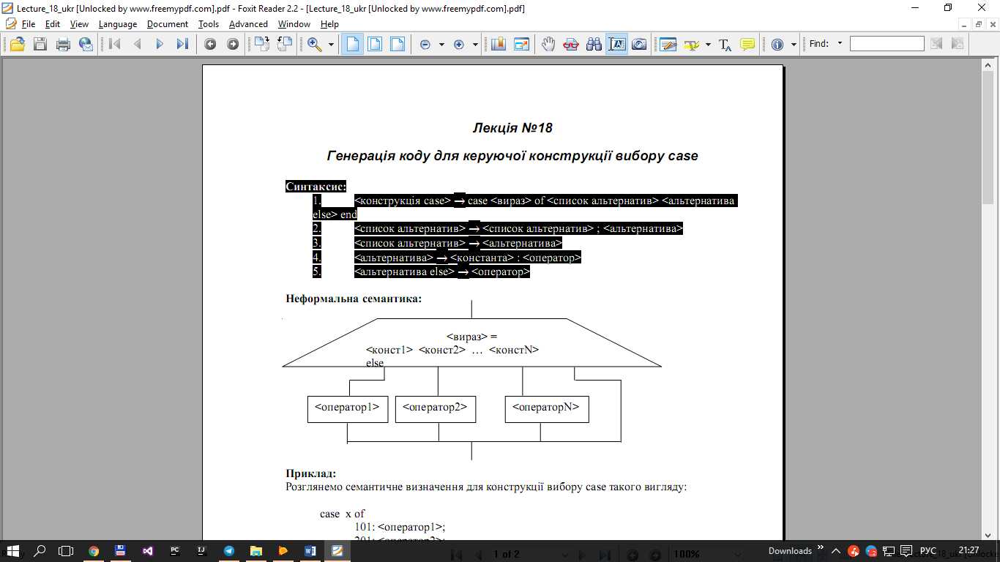 Lecture_18_ukr [Unlocked by www.freemypdf.com].pdf - Foxit Reader 2.2 - [Lecture_18_ukr [Unlocked by www.freemypdf.com].pdf]
File Edit View Language Document Tools Advanced Window Help
Find:
Лекція №18
Генерація коду для керуючої конструкції вибору case
Синтаксис:
1. <конструкція case> → case <вираз> of <список альтернатив> <альтернатива
else> end
2. <список альтернатив> → <список альтернатив> ; <альтернатива>
3. <список альтернатив> → <альтернатива>
4. <альтернатива> → <константа> : <оператор>
5. <альтернатива else> → <оператор>
Неформальна семантика:
<вираз> =
<конст1> <конст2> … <констN>
else
<оператор1> <оператор2> <операторN>
Приклад:
Розглянемо семантичне визначення для конструкції вибору case такого вигляду:
case x of
101: <оператор1>;
201: <оператор2>;
1 of 2
100%
Downloads
РУС
21:27